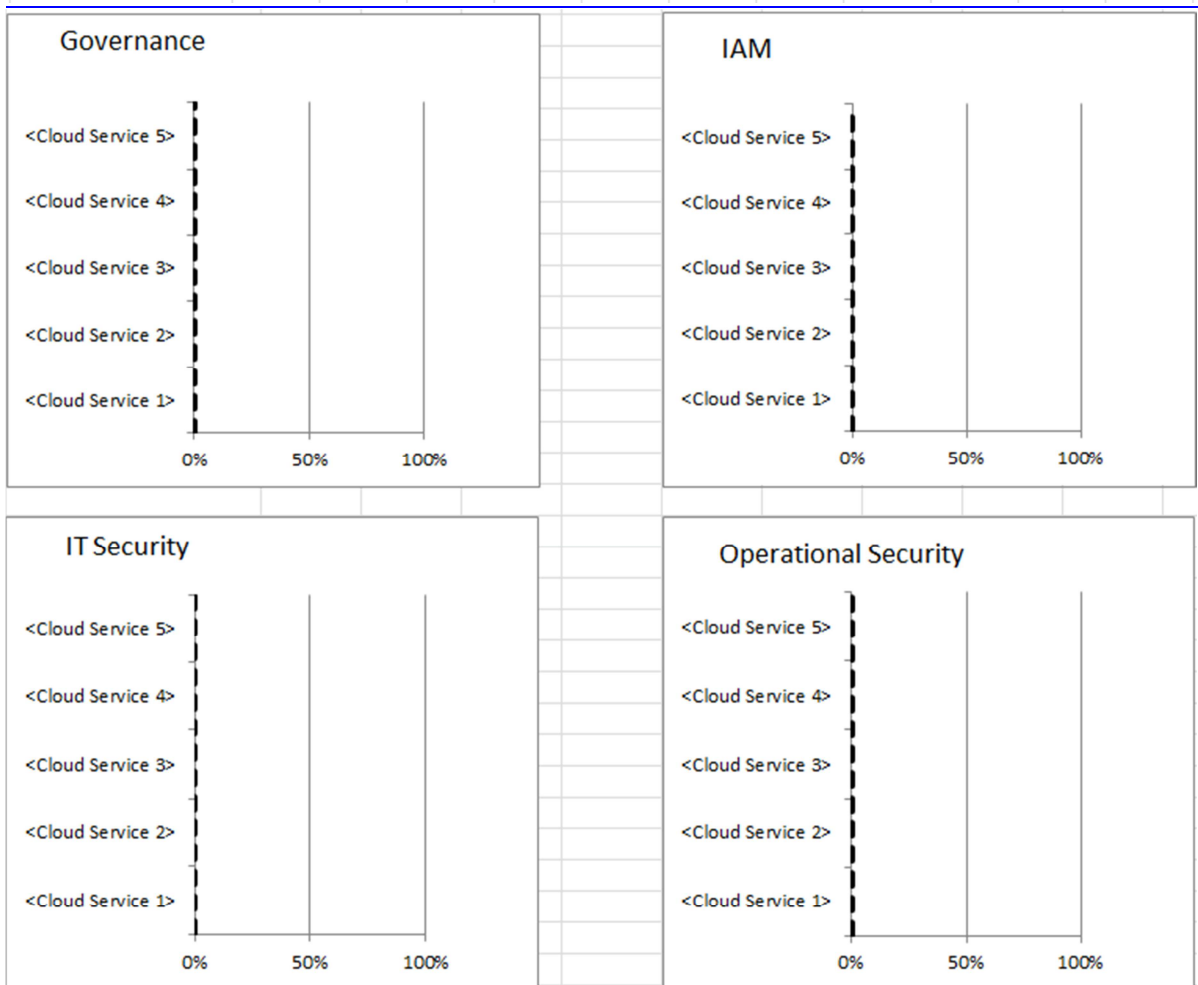 Governance
<Cloud Service 5>
<Cloud Service 4>
<Cloud Service 3>
<Cloud Service 2>
<Cloud Service 1>
0% 50% 100%
IAM
<Cloud Service 5>
<Cloud Service 4>
<Cloud Service 3>
<Cloud Service 2>
<Cloud Service 1>
0% 50% 100%
IT Security
<Cloud Service 5>
<Cloud Service 4>
<Cloud Service 3>
<Cloud Service 2>
<Cloud Service 1>
0% 50% 100%
Operational Security
<Cloud Service 5>
<Cloud Service 4>
<Cloud Service 3>
<Cloud Service 2>
<Cloud Service 1>
0% 50% 100%